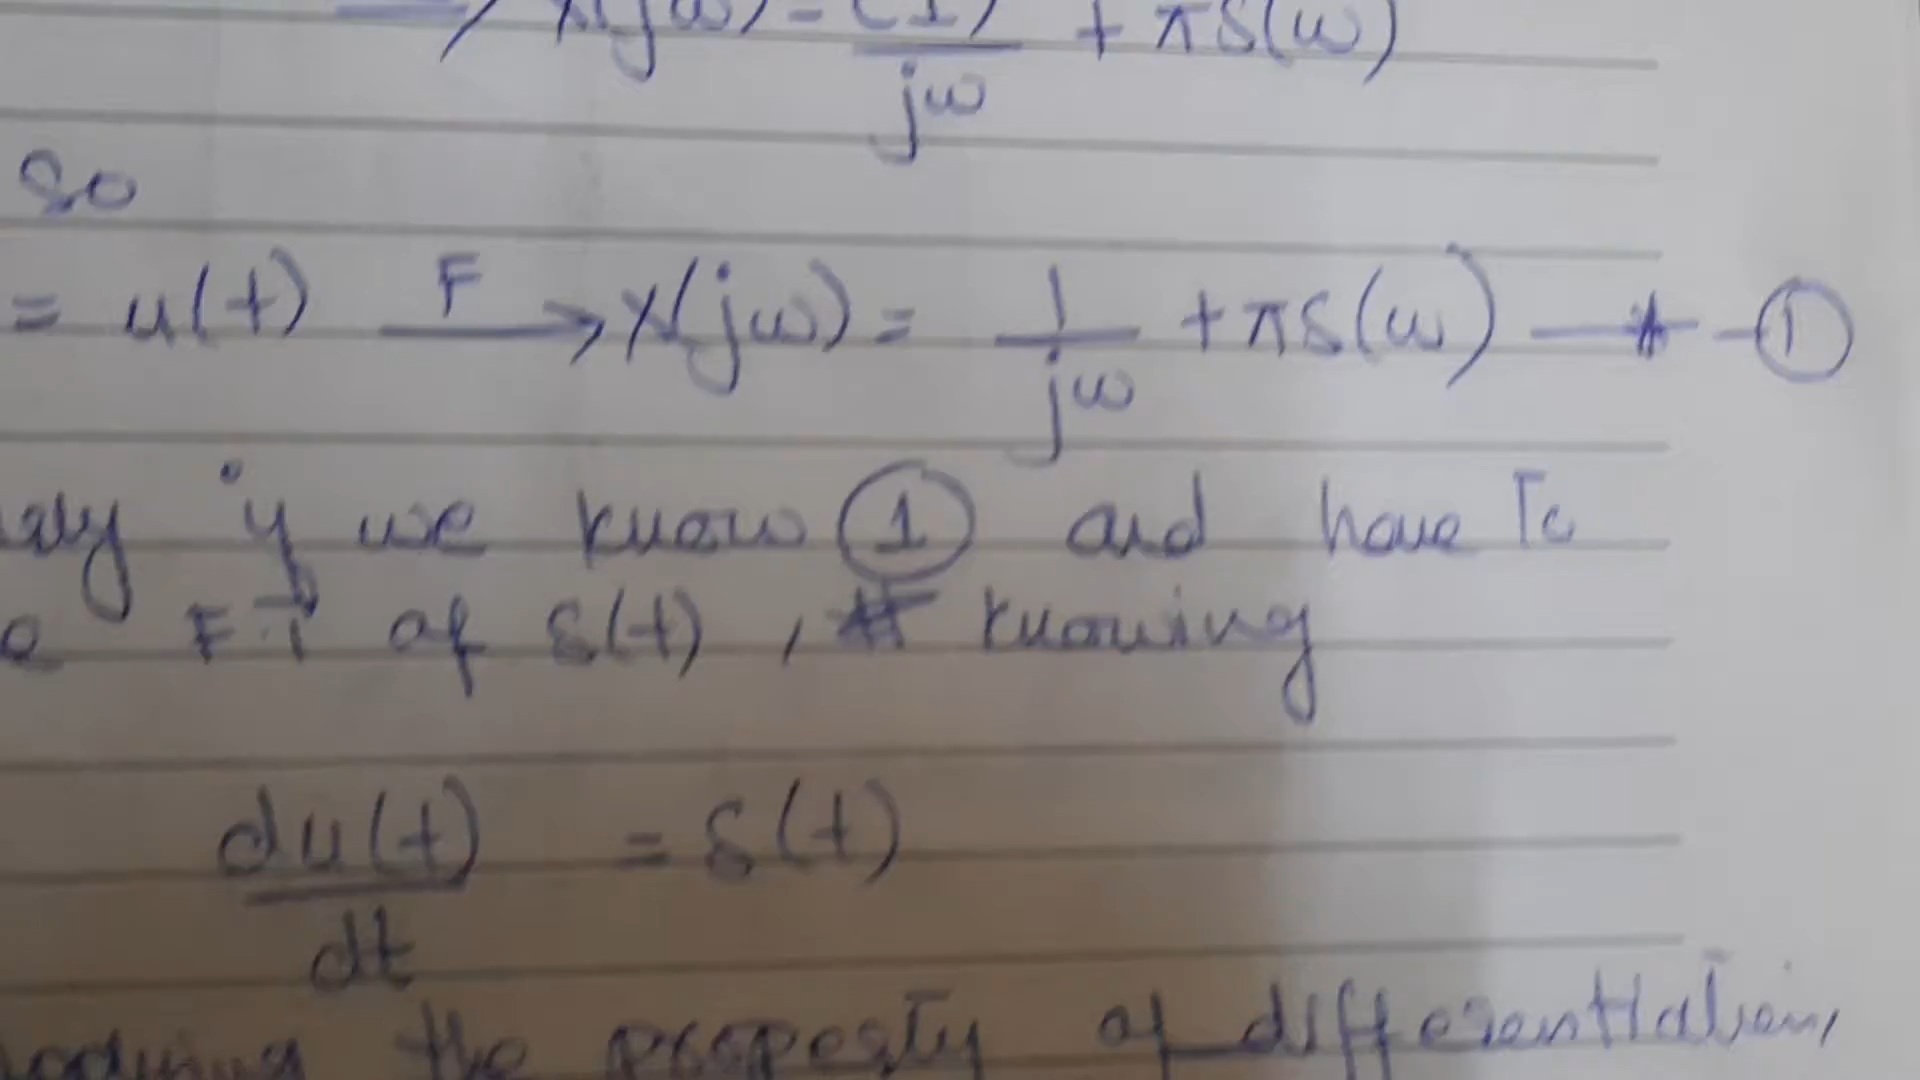 ⟹ X(jω) = (1)/jω + πδ(ω)
so
= u(t) —F→ X(jω) = 1/jω + πδ(ω) — * — ①
if we know ① and have to
F.T of δ(t), knowing
du(t)/dt = δ(t)
the property of differentiation,